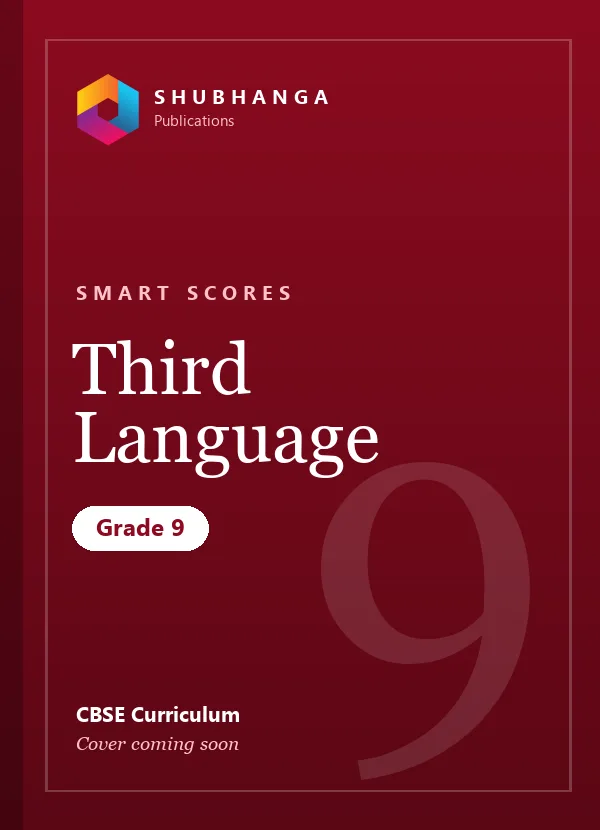 SHUBHANGA
Publications
SMART SCORES
Third
Language
Grade 9
9
CBSE Curriculum
Cover coming soon